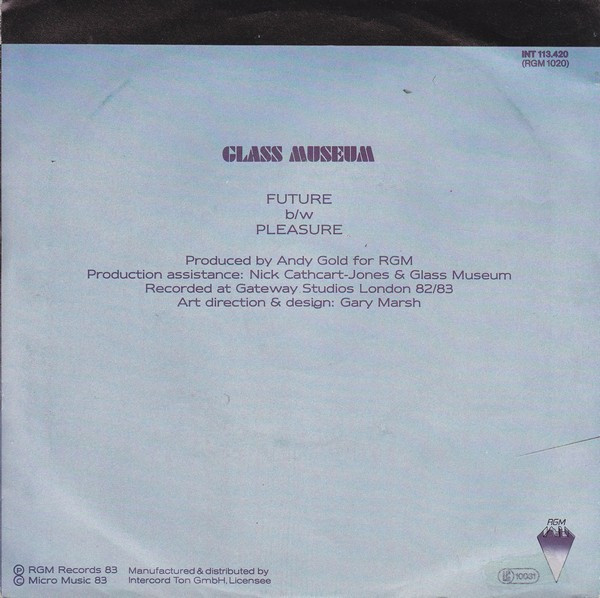 INT 113.420
(RGM 1020)
GLASS MUSEUM
FUTURE
b/w
PLEASURE
Produced by Andy Gold for RGM
Production assistance: Nick Cathcart-Jones & Glass Museum
Recorded at Gateway Studios London 82/83
Art direction & design: Gary Marsh
RGM
℗ RGM Records 83
© Micro Music 83
Manufactured & distributed by
Intercord Ton GmbH, Licensee
LC 10031